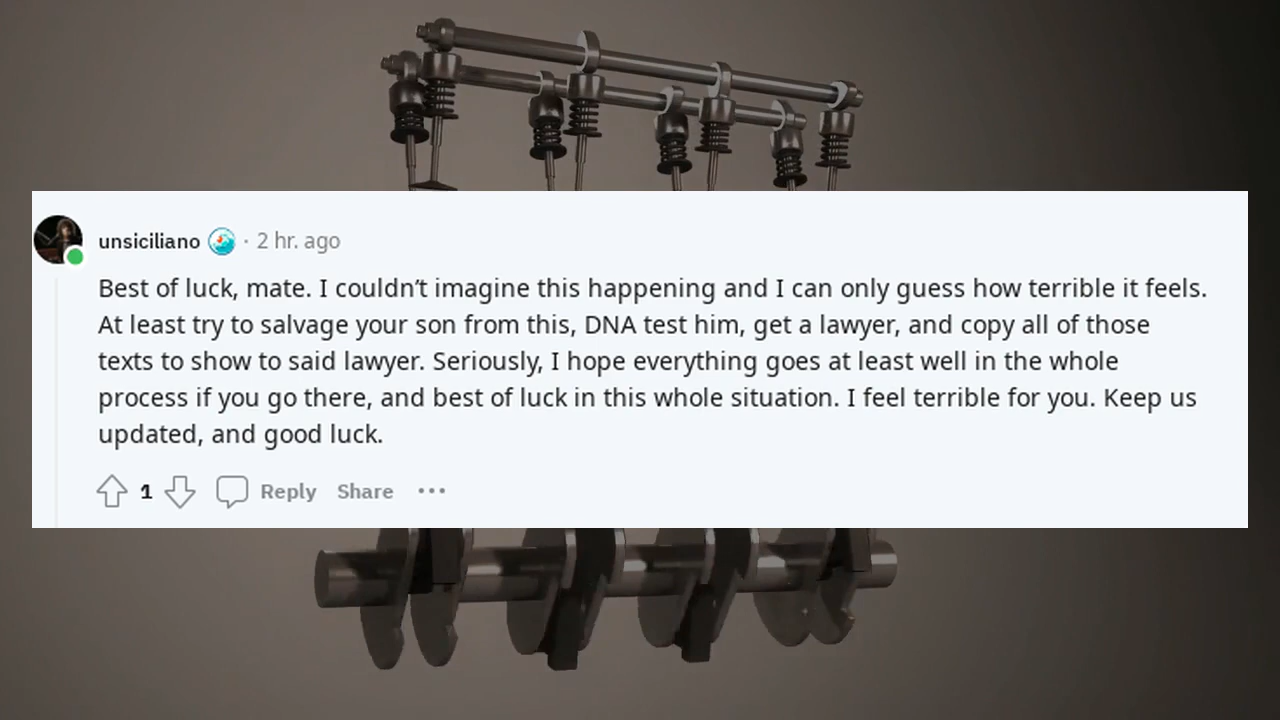 unsiciliano · 2 hr. ago
Best of luck, mate. I couldn’t imagine this happening and I can only guess how terrible it feels.
At least try to salvage your son from this, DNA test him, get a lawyer, and copy all of those
texts to show to said lawyer. Seriously, I hope everything goes at least well in the whole
process if you go there, and best of luck in this whole situation. I feel terrible for you. Keep us
updated, and good luck.
1 Reply Share ···